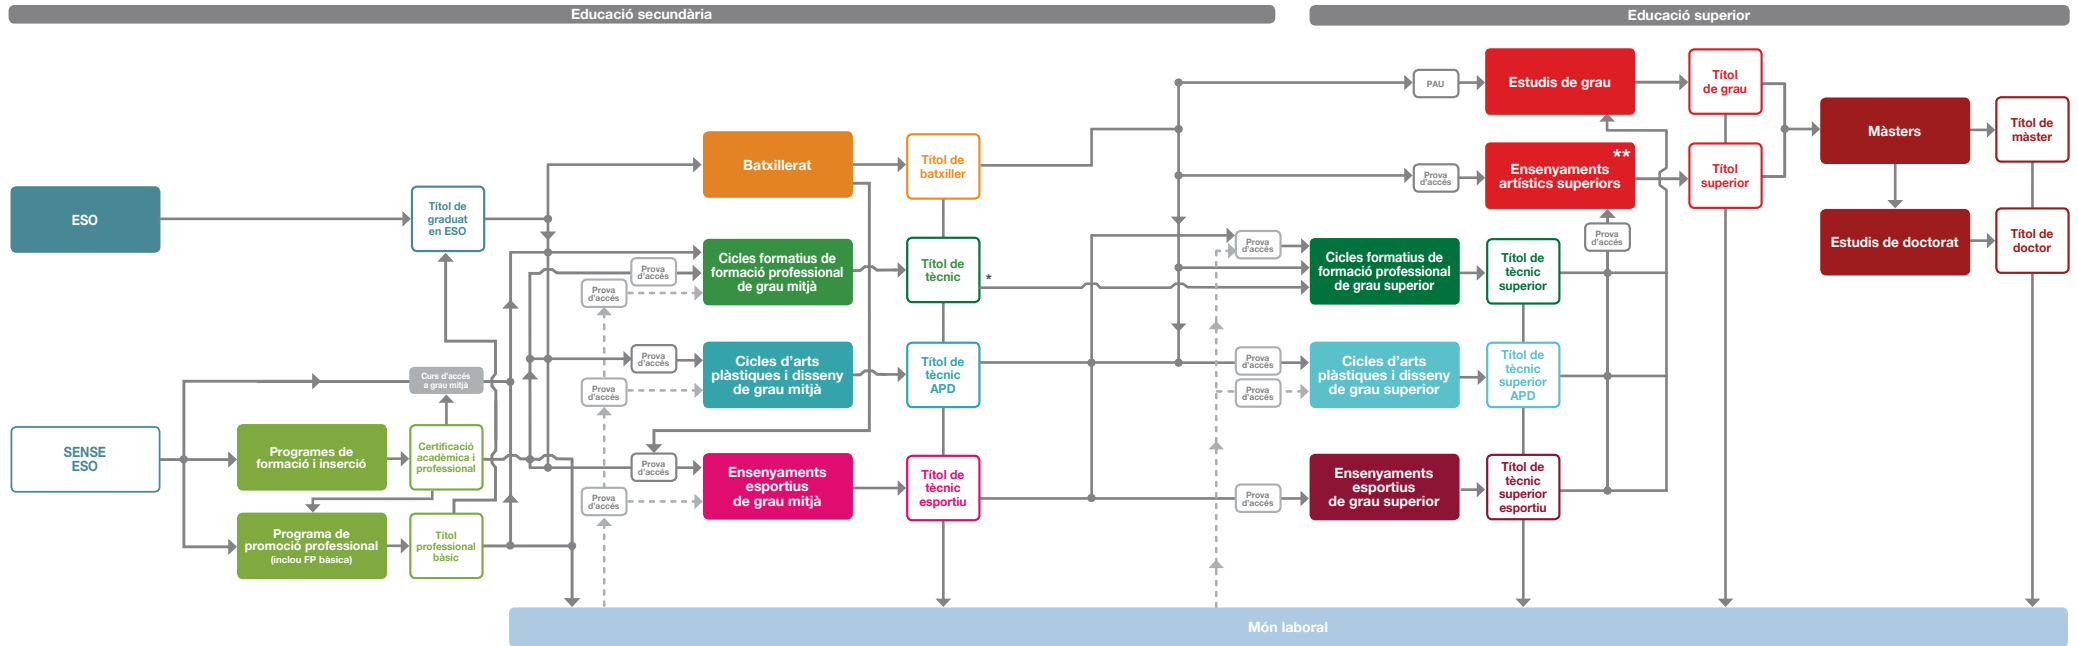 Educació secundària
Educació superior
ESO
SENSE
ESO
Programes de
formació i inserció
Programa de
promoció professional
(inclou FP bàsica)
Títol de
graduat
en ESO
Curs d'accés
a grau mitjà
Certificació
acadèmica i
professional
Títol
professional
bàsic
Prova
d'accés
Prova
d'accés
Prova
d'accés
Prova
d'accés
Prova
d'accés
Prova
d'accés
Batxillerat
Cicles formatius de
formació professional
de grau mitjà
Cicles d'arts
plàstiques i disseny
de grau mitjà
Ensenyaments
esportius
de grau mitjà
Títol de
batxiller
Títol de
tècnic
*
Títol de
tècnic
APD
Títol de
tècnic
esportiu
PAU
Prova
d'accés
Prova
d'accés
Prova
d'accés
Prova
d'accés
Prova
d'accés
Estudis de grau
**
Ensenyaments
artístics superiors
Prova
d'accés
Cicles formatius de
formació professional
de grau superior
Cicles d'arts
plàstiques i disseny
de grau superior
Ensenyaments
esportius
de grau superior
Títol de
tècnic
superior
Títol de
tècnic
superior
APD
Títol de
tècnic
superior
esportiu
Títol
de grau
Títol
superior
Màsters
Estudis de doctorat
Títol de
màster
Títol de
doctor
Món laboral